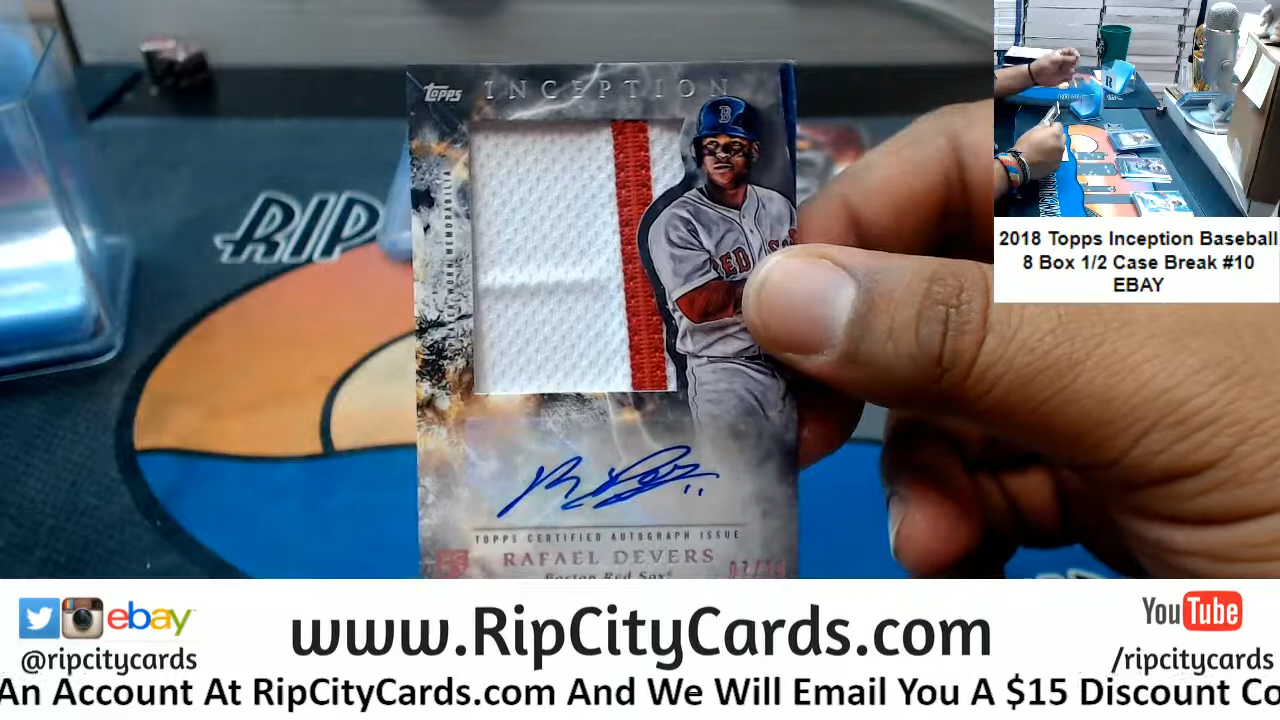 topps INCEPTION
B
RED SO
RIP
TOPPS CERTIFIED AUTOGRAPH ISSUE
RAFAEL DEVERS
Boston Red Sox
2018 Topps Inception Baseball
8 Box 1/2 Case Break #10
EBAY
ebay
@ripcitycards
www.RipCityCards.com
YouTube
/ripcitycards
An Account At RipCityCards.com And We Will Email You A $15 Discount Co